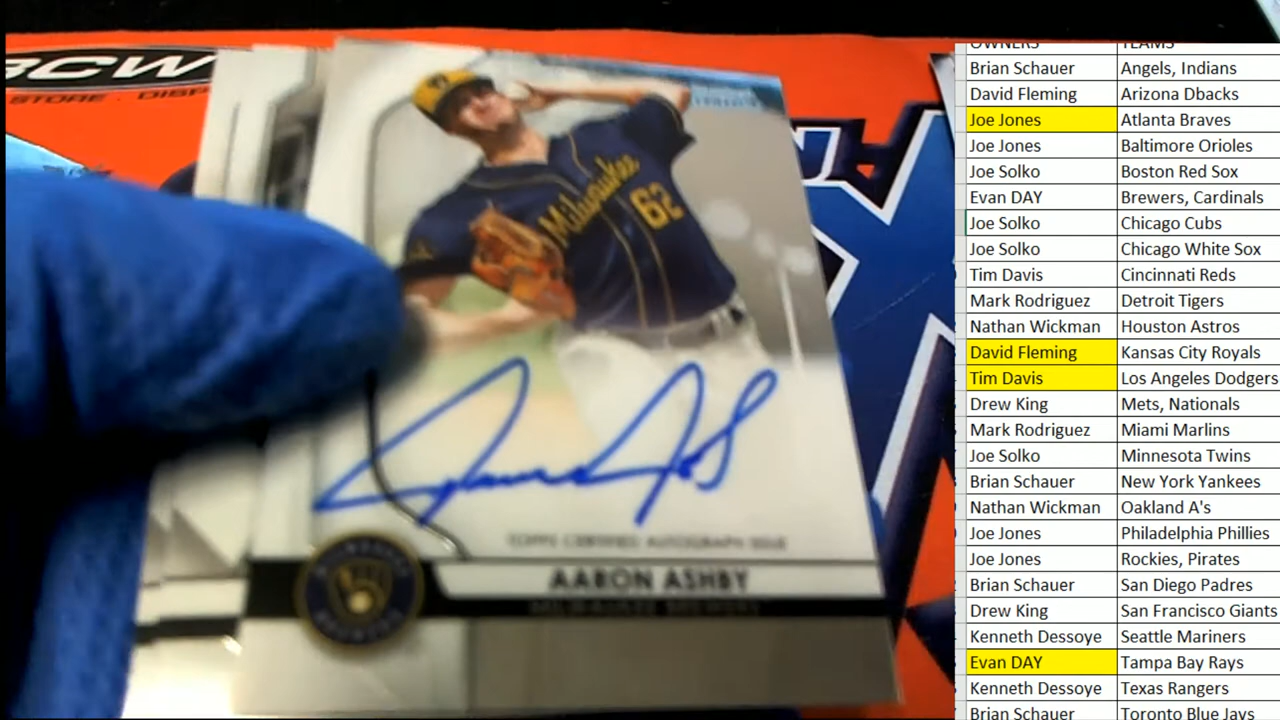 BCW
STORE DISP
Milwaukee
62
TOPPS CERTIFIED AUTOGRAPH ISSUE
AARON ASHBY
MILWAUKEE BREWERS
OWNERS TEAMS
Brian Schauer Angels, Indians
David Fleming Arizona Dbacks
Joe Jones Atlanta Braves
Joe Jones Baltimore Orioles
Joe Solko Boston Red Sox
Evan DAY Brewers, Cardinals
Joe Solko Chicago Cubs
Joe Solko Chicago White Sox
Tim Davis Cincinnati Reds
Mark Rodriguez Detroit Tigers
Nathan Wickman Houston Astros
David Fleming Kansas City Royals
Tim Davis Los Angeles Dodgers
Drew King Mets, Nationals
Mark Rodriguez Miami Marlins
Joe Solko Minnesota Twins
Brian Schauer New York Yankees
Nathan Wickman Oakland A's
Joe Jones Philadelphia Phillies
Joe Jones Rockies, Pirates
Brian Schauer San Diego Padres
Drew King San Francisco Giants
Kenneth Dessoye Seattle Mariners
Evan DAY Tampa Bay Rays
Kenneth Dessoye Texas Rangers
Brian Schauer Toronto Blue Jays